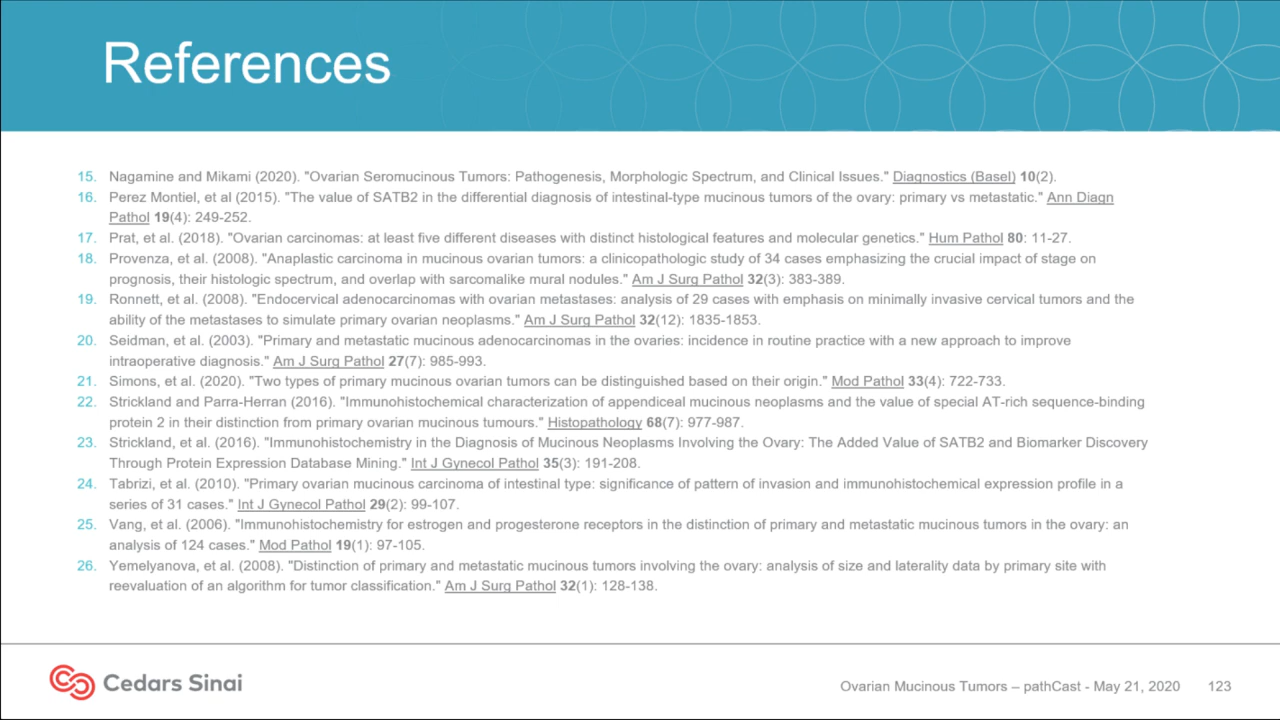 References
15. Nagamine and Mikami (2020). "Ovarian Seromucinous Tumors: Pathogenesis, Morphologic Spectrum, and Clinical Issues." Diagnostics (Basel) 10(2).
16. Perez Montiel, et al (2015). "The value of SATB2 in the differential diagnosis of intestinal-type mucinous tumors of the ovary: primary vs metastatic." Ann Diagn
Pathol 19(4): 249-252.
17. Prat, et al. (2018). "Ovarian carcinomas: at least five different diseases with distinct histological features and molecular genetics." Hum Pathol 80: 11-27.
18. Provenza, et al. (2008). "Anaplastic carcinoma in mucinous ovarian tumors: a clinicopathologic study of 34 cases emphasizing the crucial impact of stage on
prognosis, their histologic spectrum, and overlap with sarcomalike mural nodules." Am J Surg Pathol 32(3): 383-389.
19. Ronnett, et al. (2008). "Endocervical adenocarcinomas with ovarian metastases: analysis of 29 cases with emphasis on minimally invasive cervical tumors and the
ability of the metastases to simulate primary ovarian neoplasms." Am J Surg Pathol 32(12): 1835-1853.
20. Seidman, et al. (2003). "Primary and metastatic mucinous adenocarcinomas in the ovaries: incidence in routine practice with a new approach to improve
intraoperative diagnosis." Am J Surg Pathol 27(7): 985-993.
21. Simons, et al. (2020). "Two types of primary mucinous ovarian tumors can be distinguished based on their origin." Mod Pathol 33(4): 722-733.
22. Strickland and Parra-Herran (2016). "Immunohistochemical characterization of appendiceal mucinous neoplasms and the value of special AT-rich sequence-binding
protein 2 in their distinction from primary ovarian mucinous tumours." Histopathology 68(7): 977-987.
23. Strickland, et al. (2016). "Immunohistochemistry in the Diagnosis of Mucinous Neoplasms Involving the Ovary: The Added Value of SATB2 and Biomarker Discovery
Through Protein Expression Database Mining." Int J Gynecol Pathol 35(3): 191-208.
24. Tabrizi, et al. (2010). "Primary ovarian mucinous carcinoma of intestinal type: significance of pattern of invasion and immunohistochemical expression profile in a
series of 31 cases." Int J Gynecol Pathol 29(2): 99-107.
25. Vang, et al. (2006). "Immunohistochemistry for estrogen and progesterone receptors in the distinction of primary and metastatic mucinous tumors in the ovary: an
analysis of 124 cases." Mod Pathol 19(1): 97-105.
26. Yemelyanova, et al. (2008). "Distinction of primary and metastatic mucinous tumors involving the ovary: analysis of size and laterality data by primary site with
reevaluation of an algorithm for tumor classification." Am J Surg Pathol 32(1): 128-138.
Cedars Sinai
Ovarian Mucinous Tumors – pathCast - May 21, 2020 123